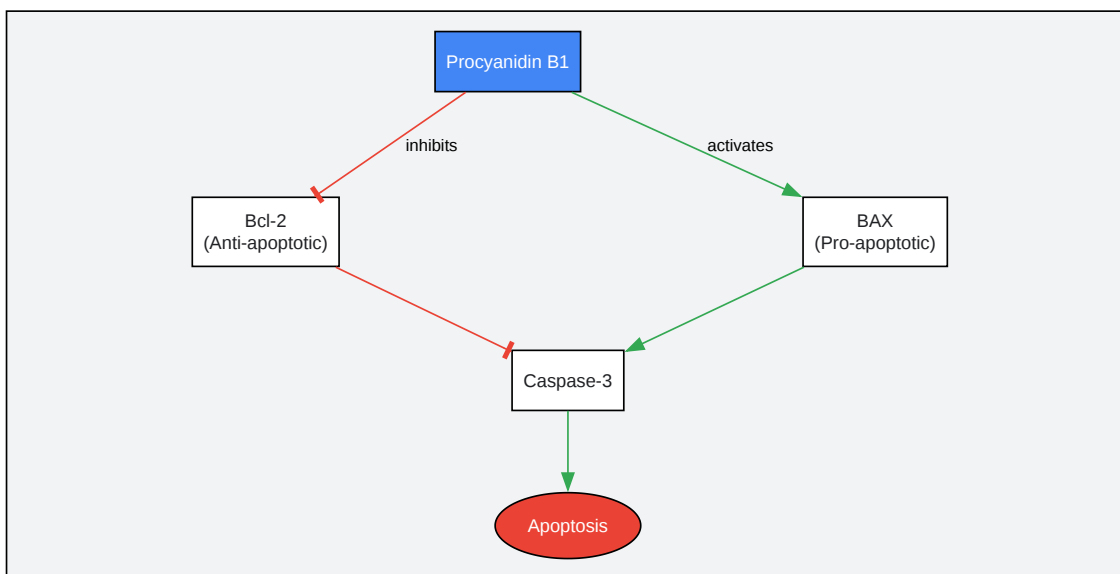 Procyanidin B1
inhibits
activates
Bcl-2
(Anti-apoptotic)
BAX
(Pro-apoptotic)
Caspase-3
Apoptosis